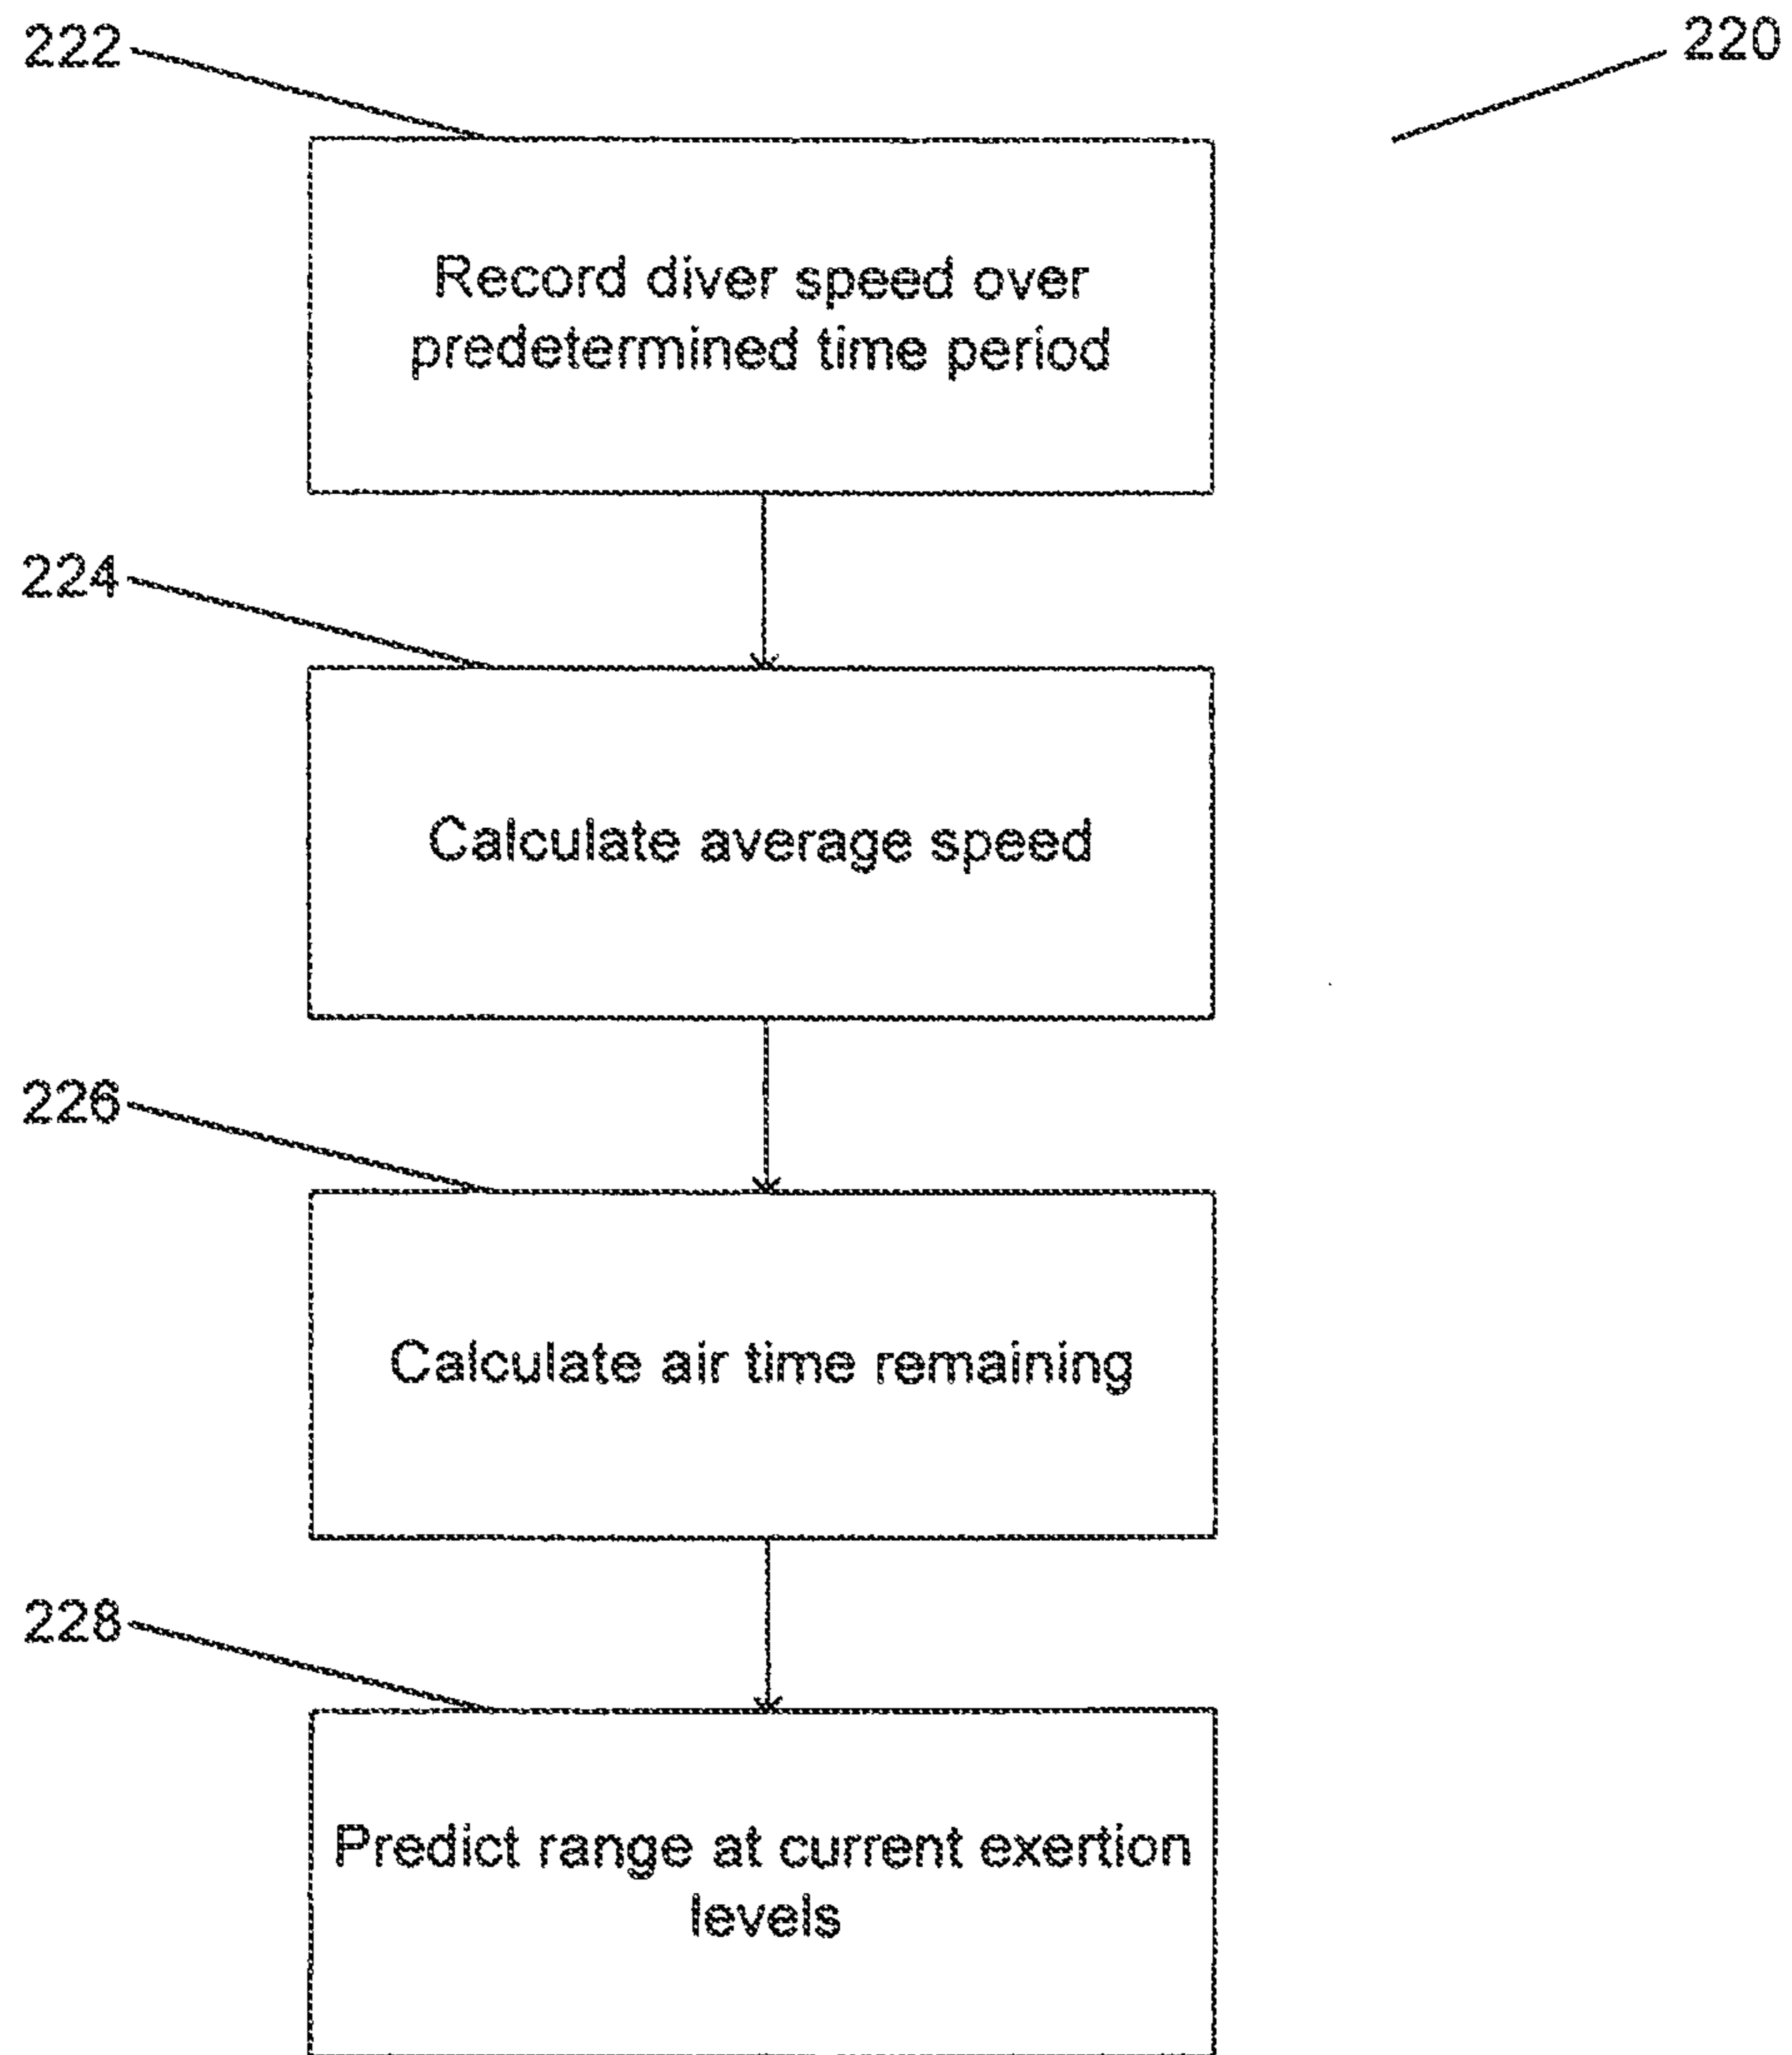 222
220
Record diver speed over
predetermined time period
224
Calculate average speed
226
Calculate air time remaining
228
Predict range at current exertion
levels